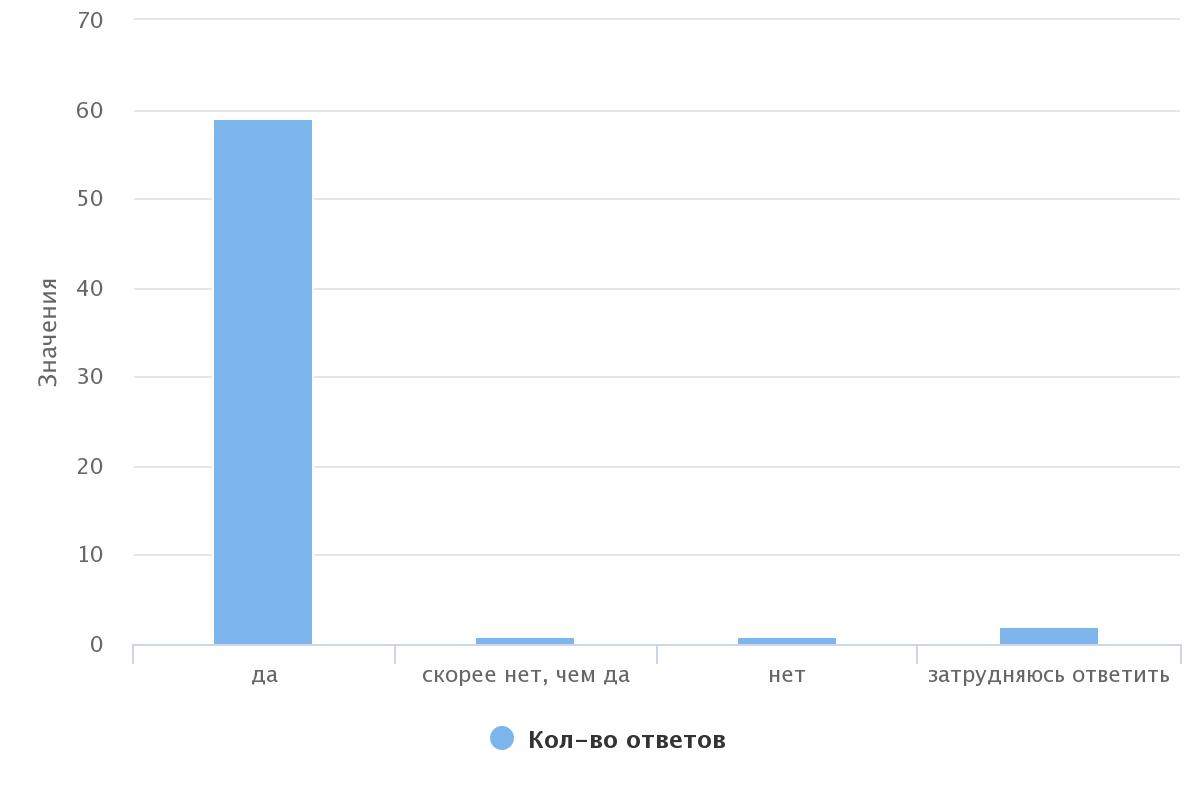 70
60
50
40
30
20
10
0
Значения
да
скорее нет, чем да
нет
затрудняюсь ответить
Кол-во ответов